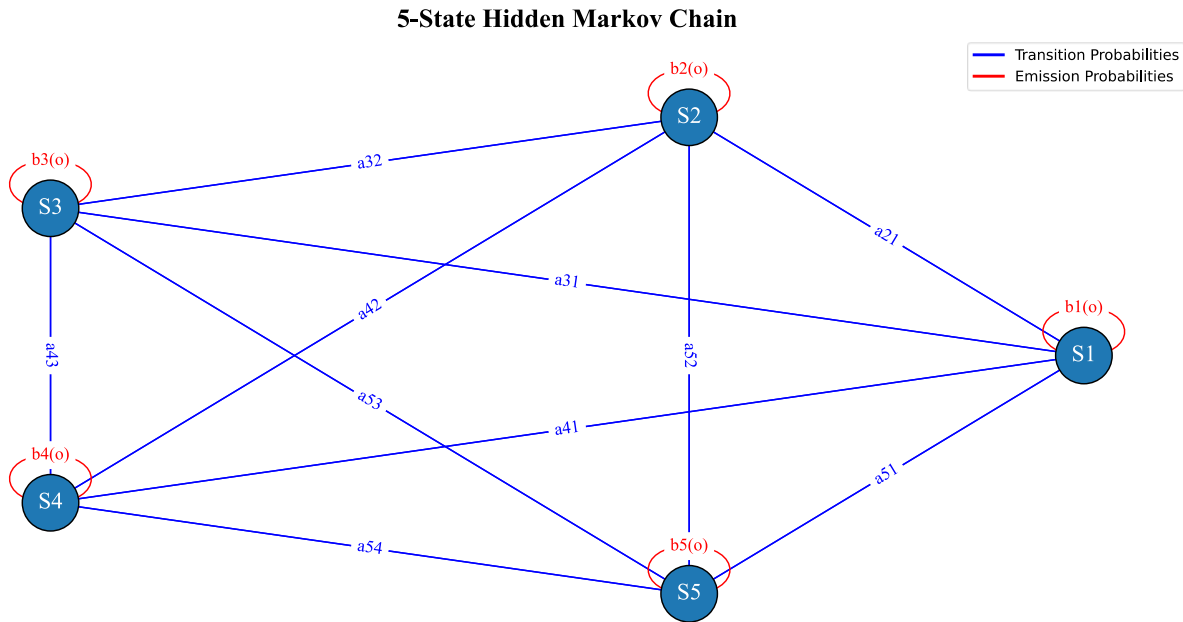 5-State Hidden Markov Chain
Transition Probabilities
Emission Probabilities
b2(o)
S2
b3(o)
a32
S3
a21
a31
a42
b1(o)
a43
a52
S1
a53
a41
b4(o)
a51
S4
a54
b5(o)
S5